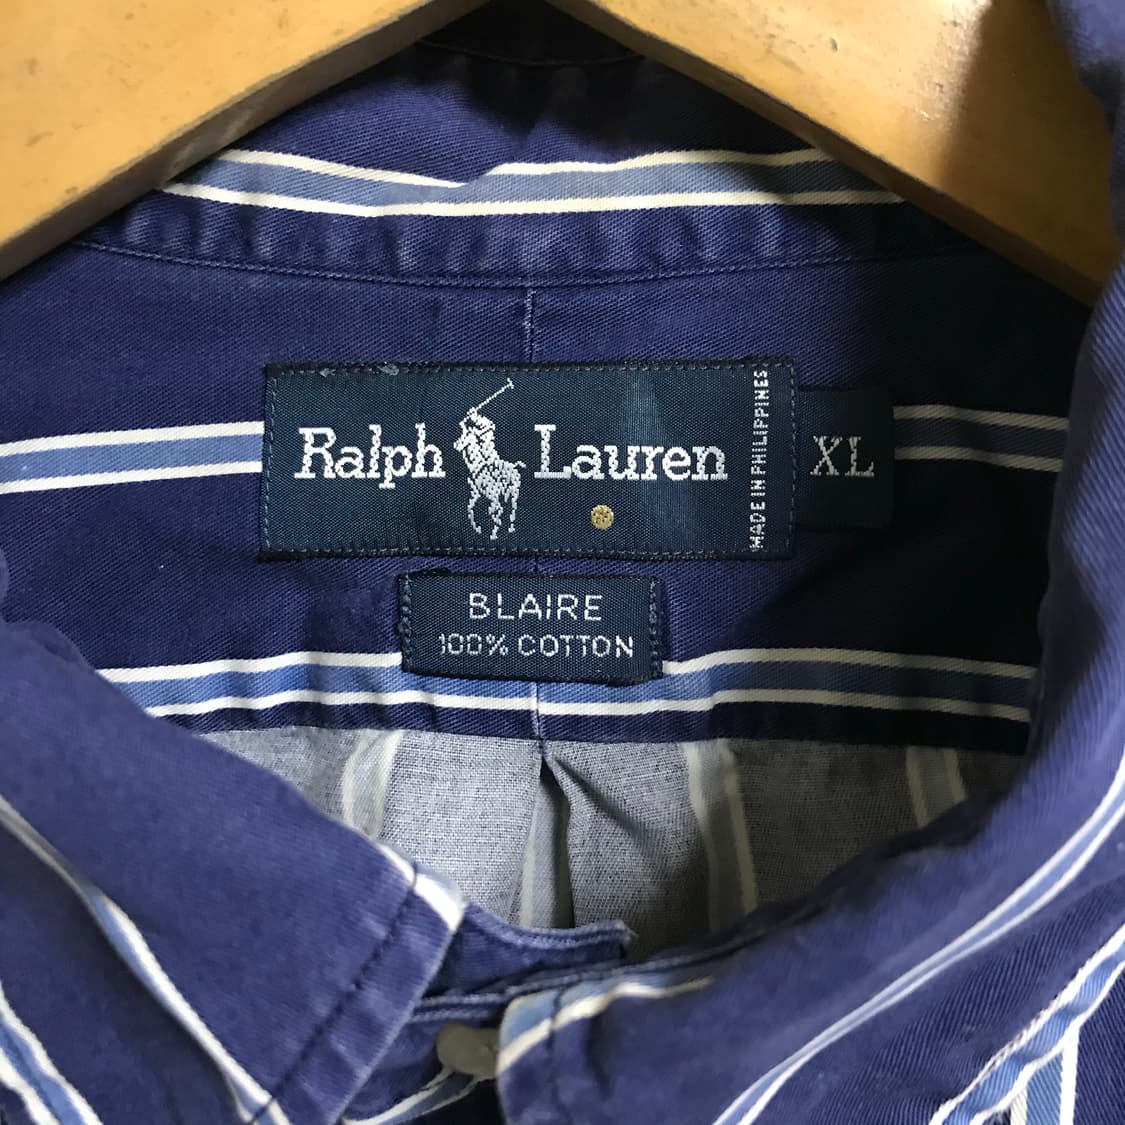 Ralph Lauren
MADE IN PHILIPPINES
XL
BLAIRE
100% COTTON